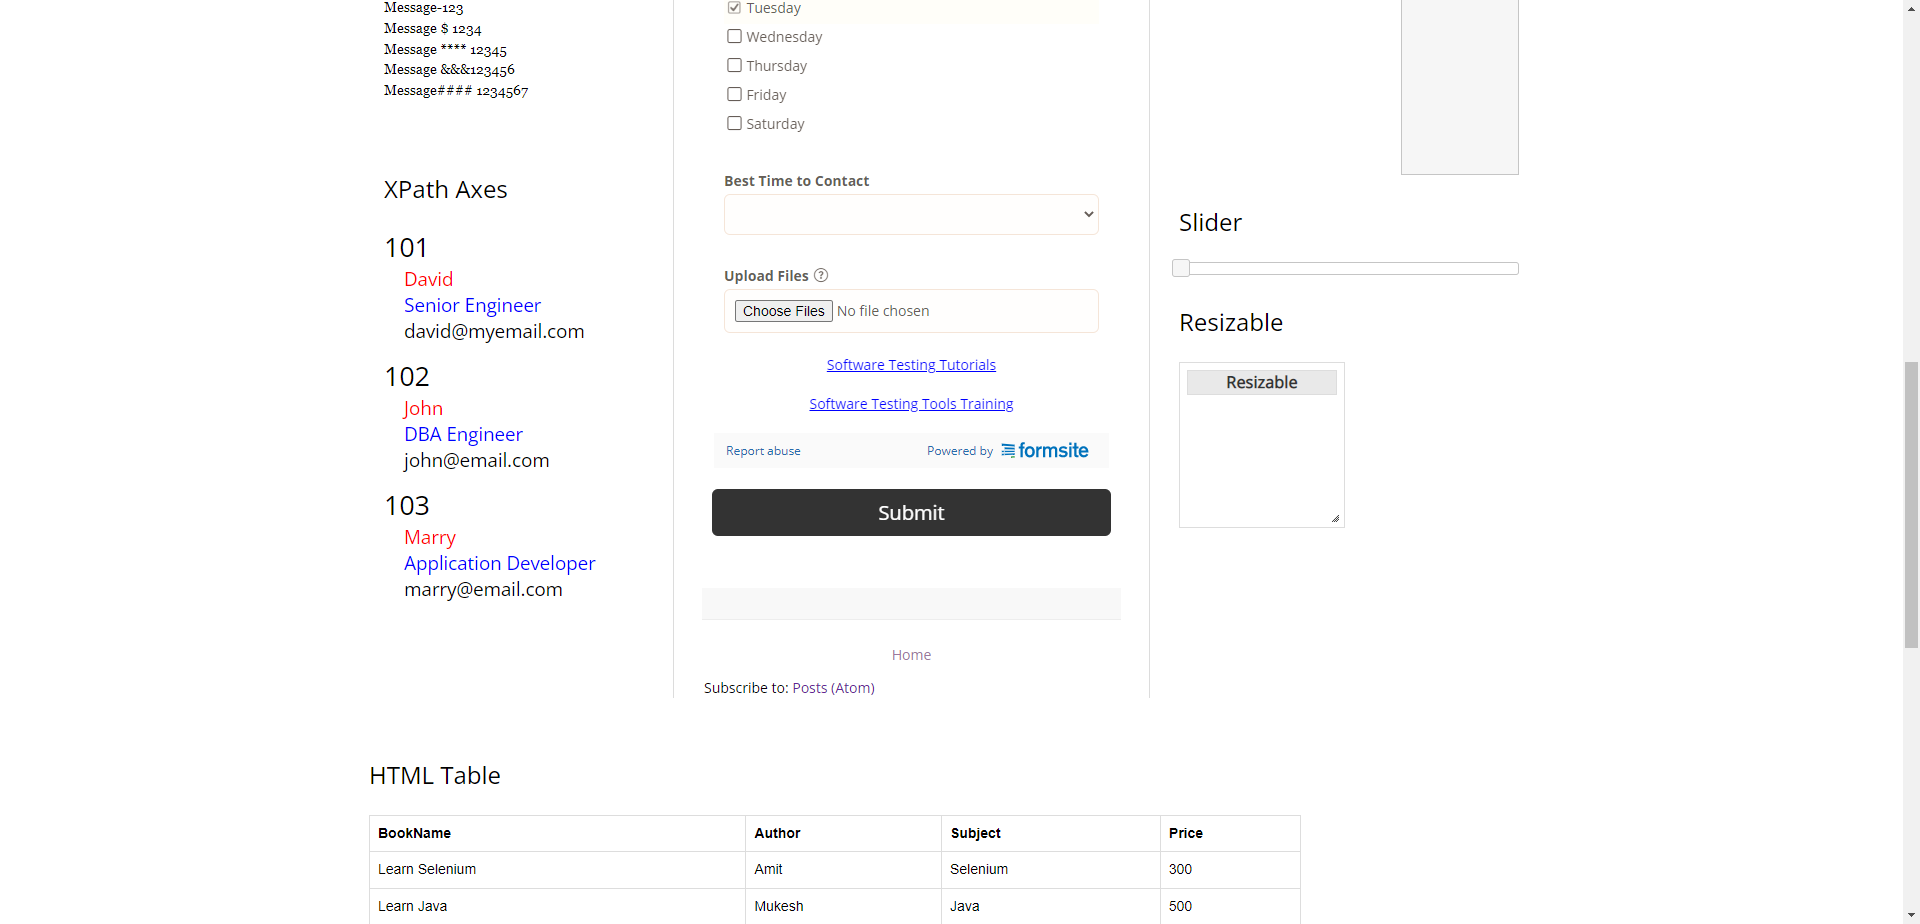 Message-123
Message $ 1234
Message **** 12345
Message &&&123456
Message#### 1234567
XPath Axes
101
David
Senior Engineer
david@myemail.com
102
John
DBA Engineer
john@email.com
103
Marry
Application Developer
marry@email.com
Tuesday
Wednesday
Thursday
Friday
Saturday
Best Time to Contact
Upload Files ?
Choose Files No file chosen
Software Testing Tutorials
Software Testing Tools Training
Report abuse Powered by formsite
Submit
Home
Subscribe to: Posts (Atom)
Slider
Resizable
Resizable
HTML Table
BookName Author Subject Price
Learn Selenium Amit Selenium 300
Learn Java Mukesh Java 500